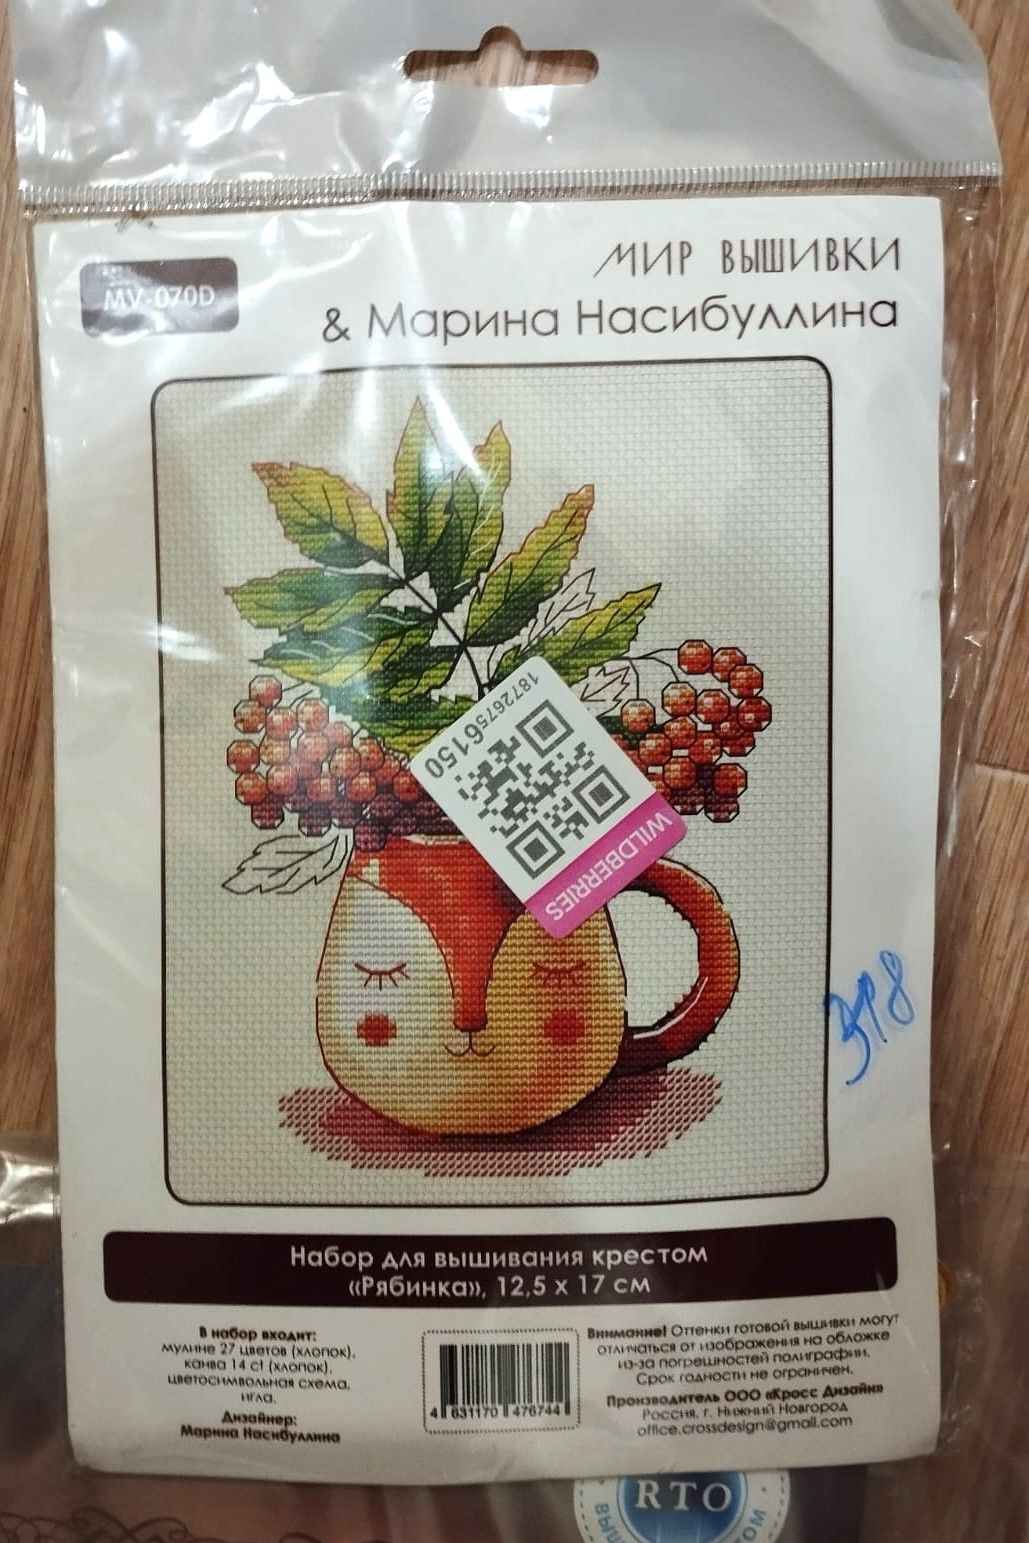 MV-070D
МИР ВЫШИВКИ
& Марина Насибуллина
18726756150
WILDBERRIES
398
Набор для вышивания крестом
«Рябинка», 12,5 х 17 см
В набор входит:
мулине 27 цветов (хлопок),
канва 14 ct (хлопок),
цветосимвольная схема,
игла.
Дизайнер:
Марина Насибуллина
4 631170 476744
Внимание! Оттенки готовой вышивки могут
отличаться от изображения на обложке
из-за погрешностей полиграфии.
Срок годности не ограничен.
Производитель ООО «Кросс Дизайн»
Россия, г. Нижний Новгород
office.crossdesign@gmail.com
RTO